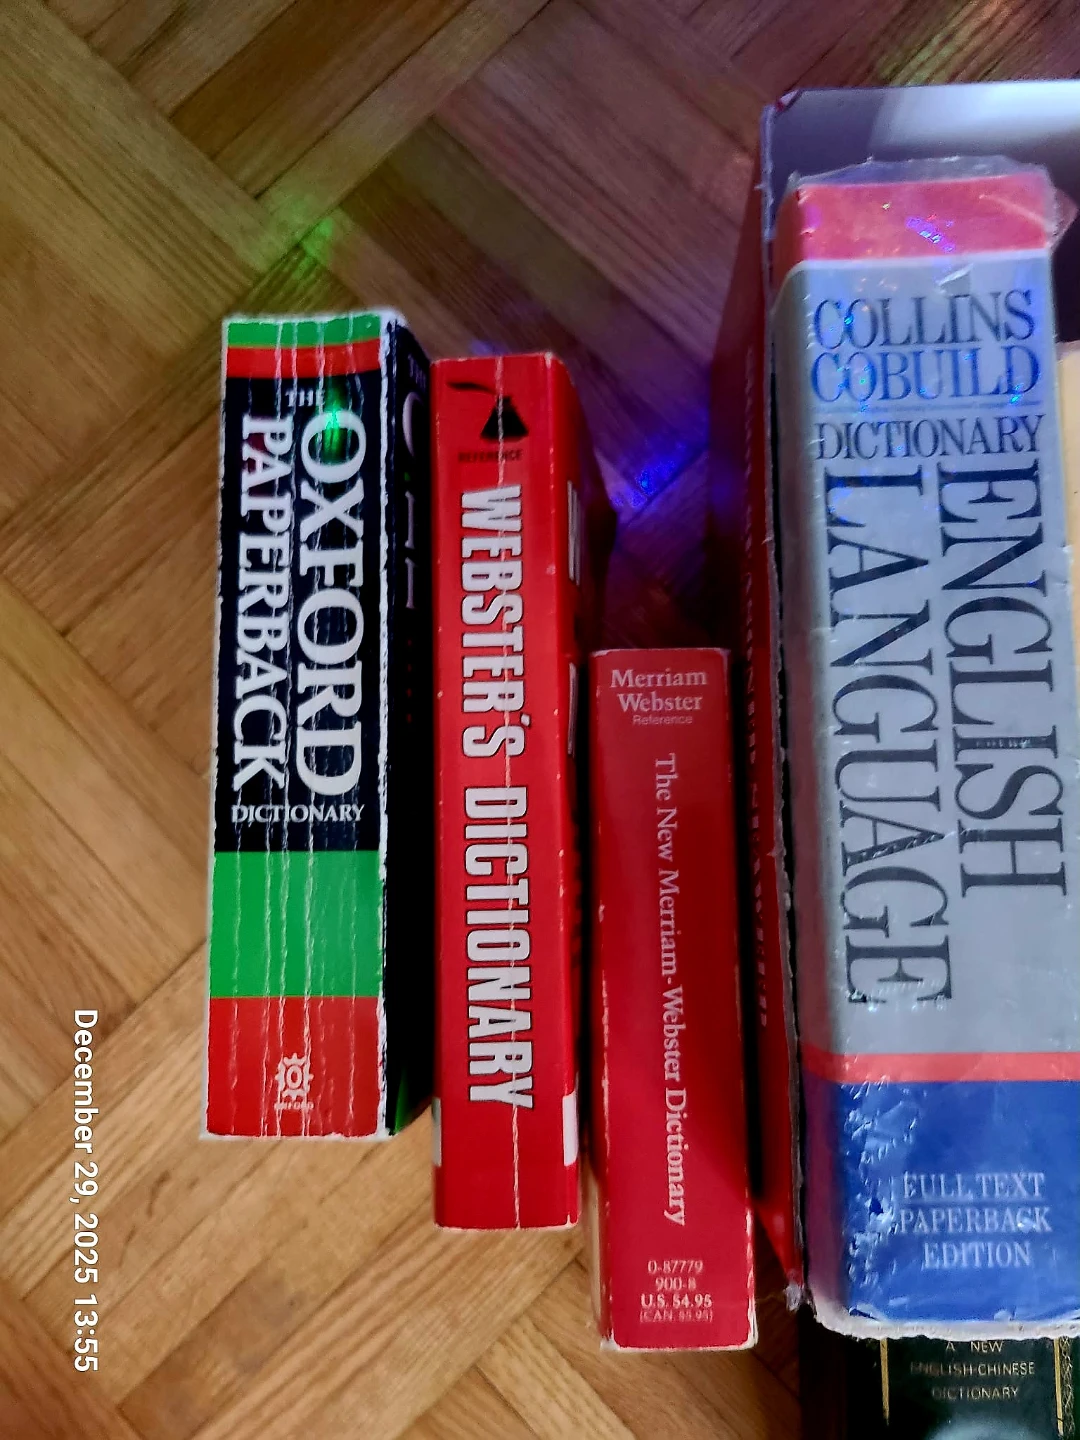 THE
OXFORD
PAPERBACK
DICTIONARY
OXFORD
REFERENCE
WEBSTER'S DICTIONARY
Merriam
Webster
Reference
The New Merriam-Webster Dictionary
0-87779
900-8
U.S. $4.95
(CAN. $5.95)
COLLINS
COBUILD
DICTIONARY
ENGLISH
LANGUAGE
FULL TEXT
PAPERBACK
EDITION
A NEW
ENGLISH-CHINESE
DICTIONARY
December 29, 2025 13:55